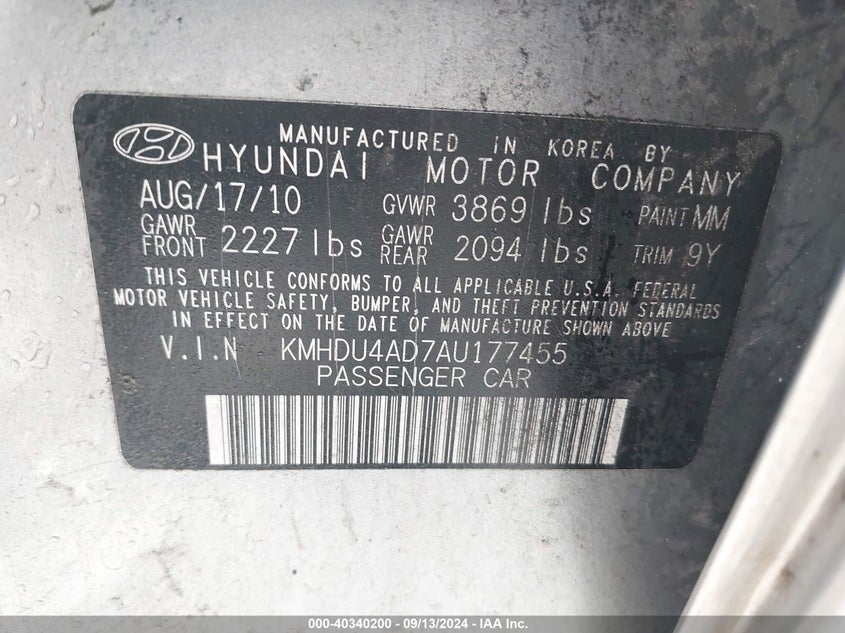 MANUFACTURED IN KOREA BY
HYUNDAI MOTOR COMPANY
AUG/17/10 GVWR 3869 lbs PAINT MM
GAWR FRONT 2227 lbs GAWR REAR 2094 lbs TRIM 9Y
THIS VEHICLE CONFORMS TO ALL APPLICABLE U.S.A. FEDERAL
MOTOR VEHICLE SAFETY, BUMPER, AND THEFT PREVENTION STANDARDS
IN EFFECT ON THE DATE OF MANUFACTURE SHOWN ABOVE
V.I.N KMHDU4AD7AU177455
PASSENGER CAR
000-40340200 - 09/13/2024 - IAA Inc.